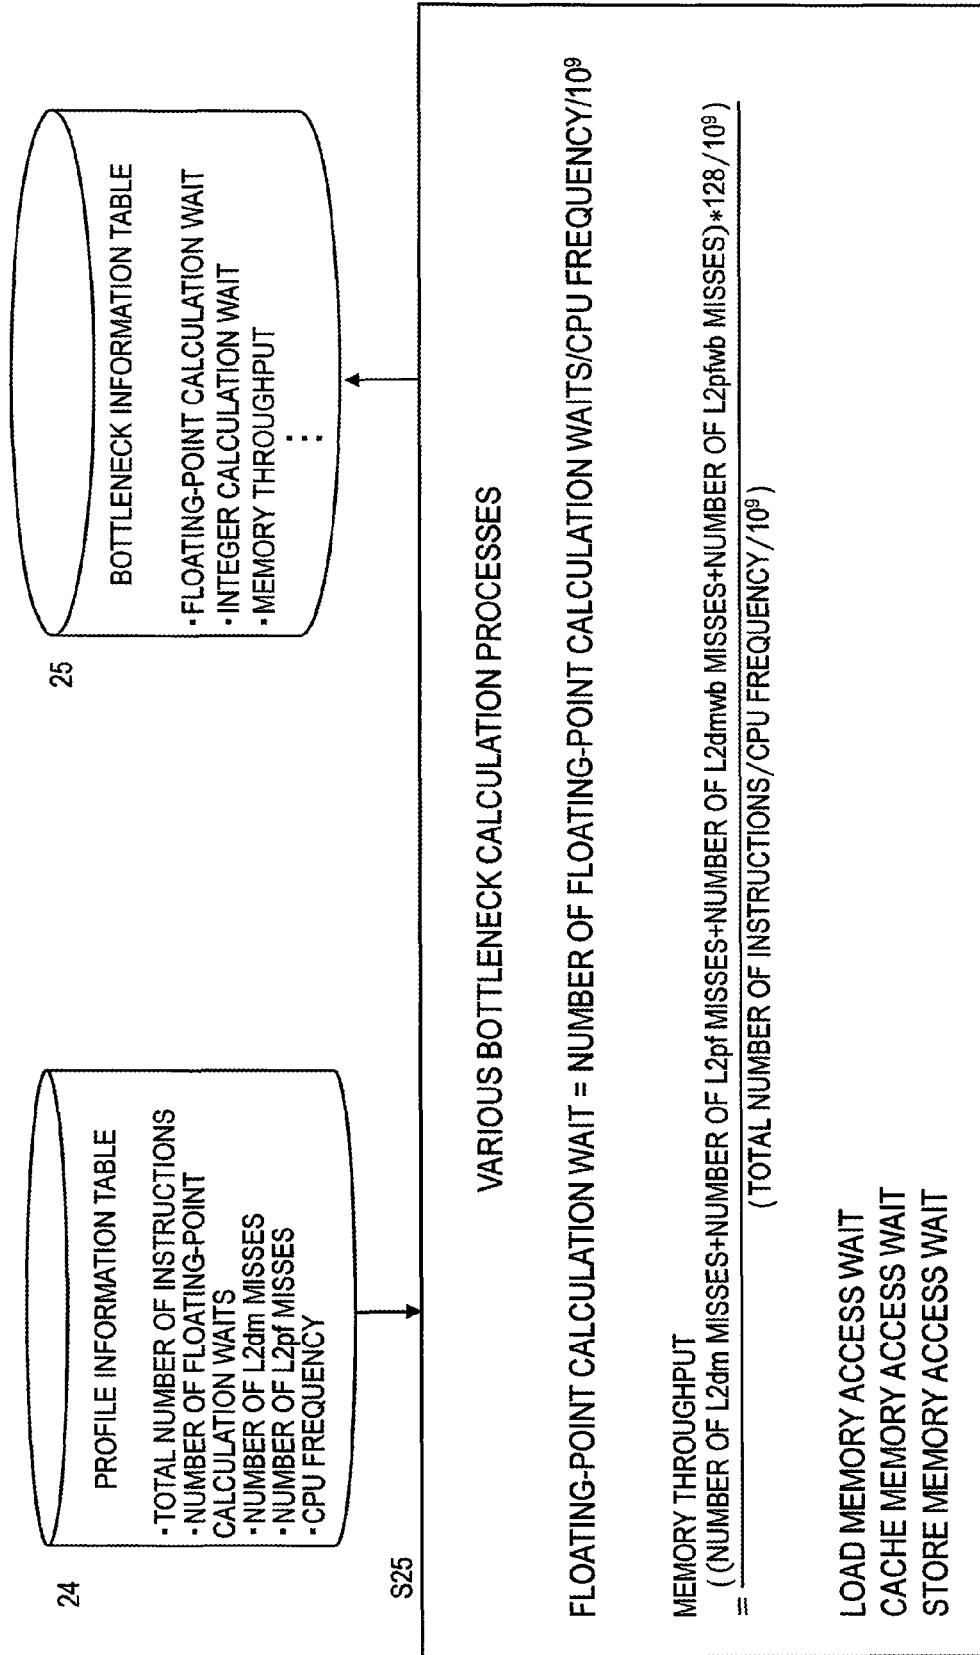 24
PROFILE INFORMATION TABLE
・TOTAL NUMBER OF INSTRUCTIONS
・NUMBER OF FLOATING-POINT
CALCULATION WAITS
・NUMBER OF L2dm MISSES
・NUMBER OF L2pf MISSES
・CPU FREQUENCY
25
BOTTLENECK INFORMATION TABLE
・FLOATING-POINT CALCULATION WAIT
・INTEGER CALCULATION WAIT
・MEMORY THROUGHPUT
⋮
S25
VARIOUS BOTTLENECK CALCULATION PROCESSES
FLOATING-POINT CALCULATION WAIT = NUMBER OF FLOATING-POINT CALCULATION WAITS/CPU FREQUENCY/10⁹
MEMORY THROUGHPUT
= ((NUMBER OF L2dm MISSES+NUMBER OF L2pf MISSES+NUMBER OF L2dmwb MISSES+NUMBER OF L2pfwb MISSES)*128/10⁹)
(TOTAL NUMBER OF INSTRUCTIONS/CPU FREQUENCY/10⁹)
LOAD MEMORY ACCESS WAIT
CACHE MEMORY ACCESS WAIT
STORE MEMORY ACCESS WAIT